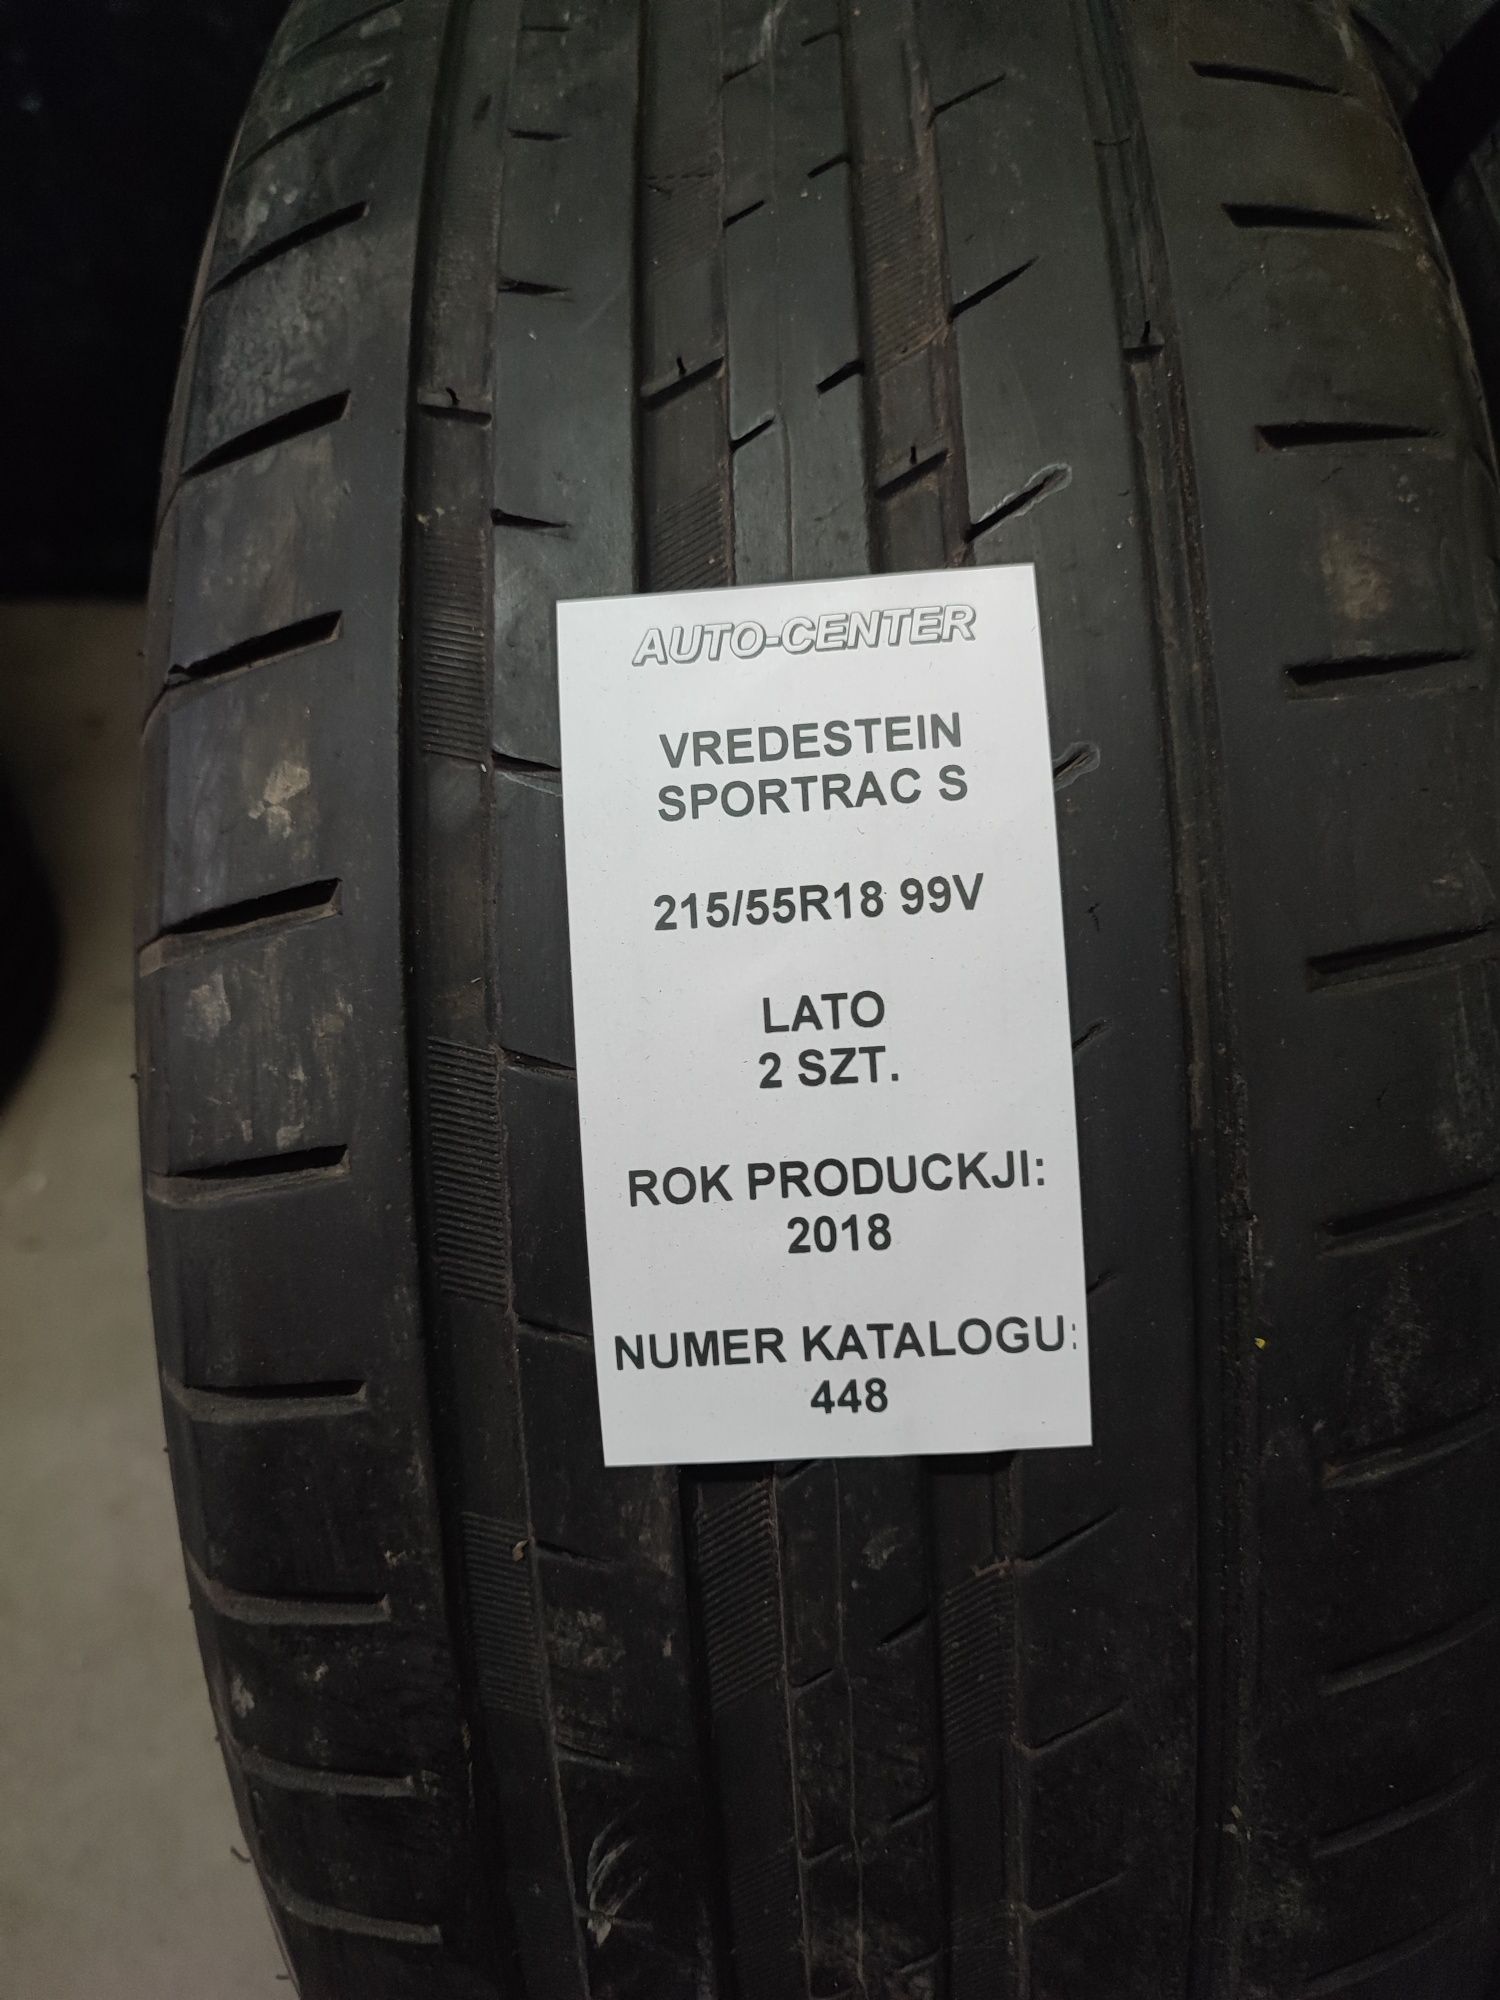 AUTO-CENTER
VREDESTEIN
SPORTRAC S
215/55R18 99V
LATO
2 SZT.
ROK PRODUCKJI:
2018
NUMER KATALOGU:
448